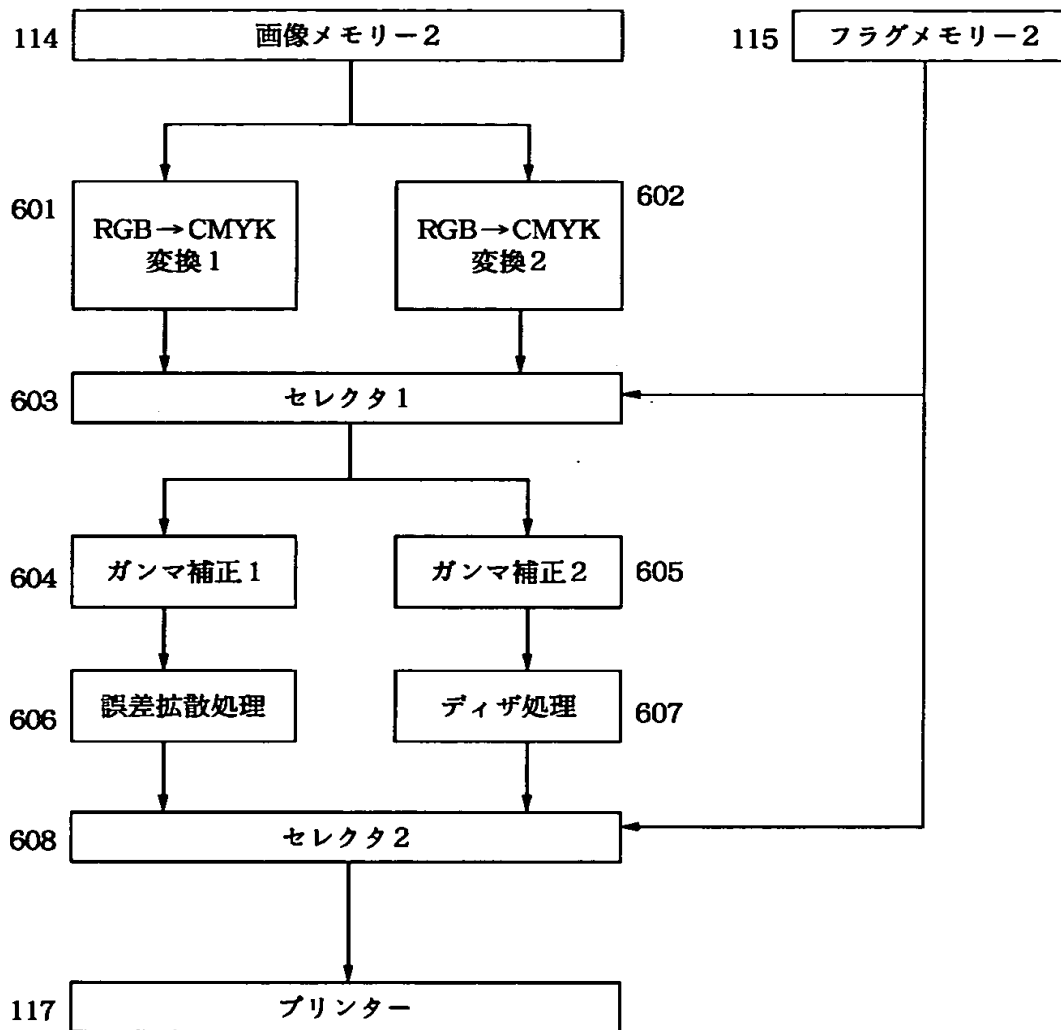 114
画像メモリー2
115
フラグメモリー2
601
RGB→CMYK
変換1
RGB→CMYK
変換2
602
603
セレクタ1
604
ガンマ補正1
ガンマ補正2
605
606
誤差拡散処理
ディザ処理
607
608
セレクタ2
117
プリンター